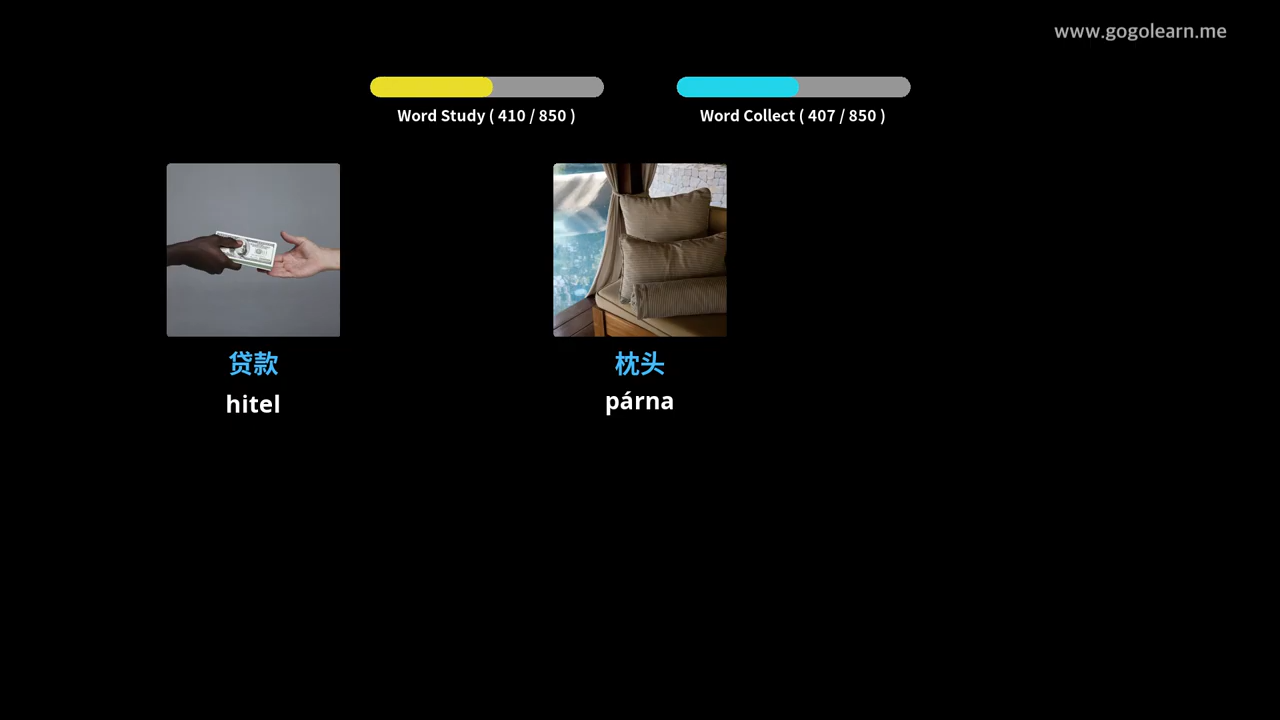 www.gogolearn.me
Word Study ( 410 / 850 )
Word Collect ( 407 / 850 )
贷款
hitel
枕头
párna